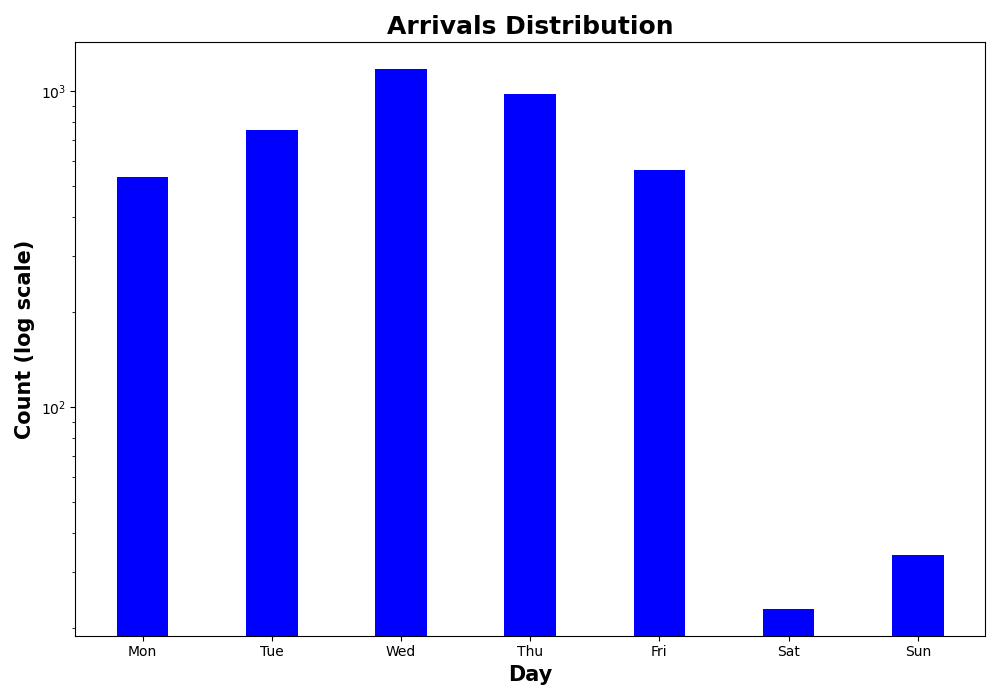 Arrivals Distribution
Count (log scale)
10³
10²
Mon Tue Wed Thu Fri Sat Sun
Day